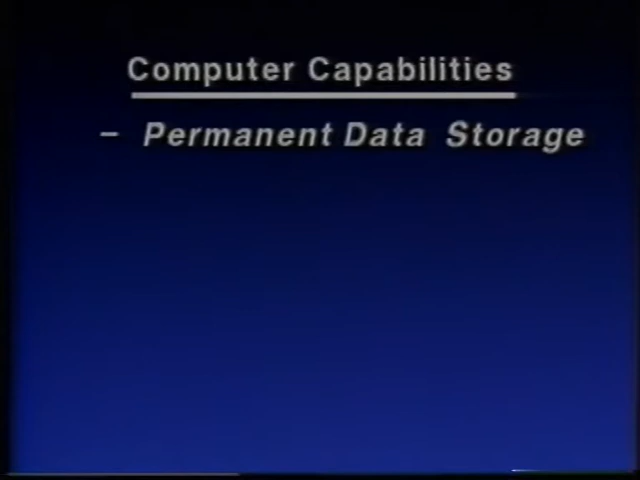 Computer Capabilities
– Permanent Data Storage